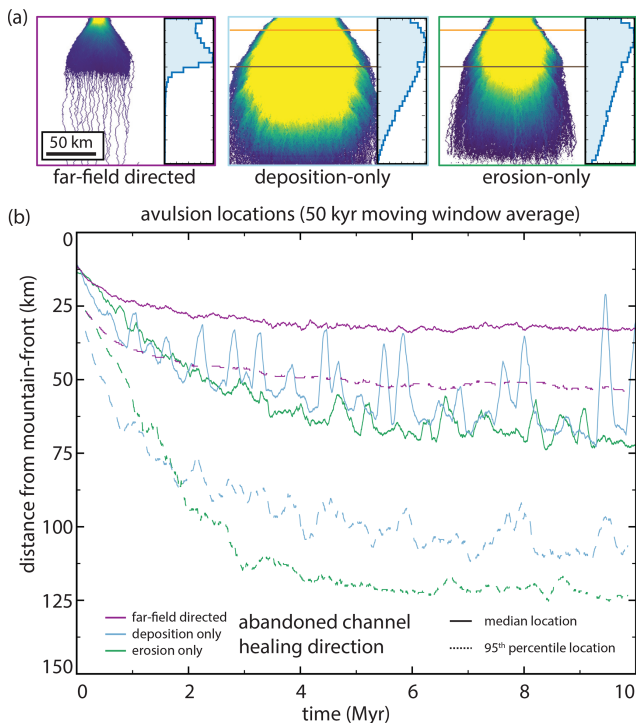 (a)
50 km
far-field directed
deposition-only
erosion-only
(b)
avulsion locations (50 kyr moving window average)
distance from mountain-front (km)
0
25
50
75
100
125
150
far-field directed
deposition only
erosion only
abandoned channel
healing direction
median location
95th percentile location
0
2
4
6
8
10
time (Myr)